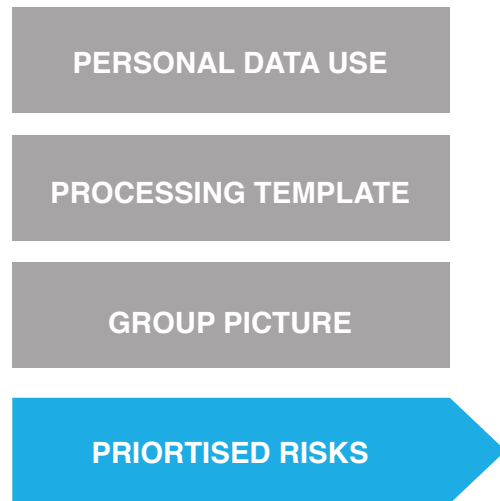 PERSONAL DATA USE
PROCESSING TEMPLATE
GROUP PICTURE
PRIORTISED RISKS